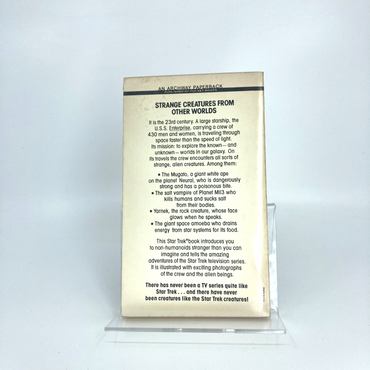 AN ARCHWAY PAPERBACK
STRANGE CREATURES FROM
OTHER WORLDS
It is the 23rd century. A large starship, the
U.S.S. Enterprise, carrying a crew of
430 men and women, is traveling through
space faster than the speed of light.
Its mission: to explore the known—and
unknown—worlds in our galaxy. On
its travels the crew encounters all sorts of
strange, alien creatures. Among them:
• The Mugato, a giant white ape
on the planet Neural, who is dangerously
strong and has a poisonous bite.
• The salt vampire of Planet M113 who
kills humans and sucks salt
from their bodies.
• Yarnek, the rock creature, whose face
glows when he speaks.
• The giant space amoeba who drains
energy from star systems for its food.
This Star Trek® book introduces you
to non-humanoids stranger than you can
imagine and tells the amazing
adventures of the Star Trek television series.
It is illustrated with exciting photographs
of the crew and the alien beings.
There has never been a TV series quite like
Star Trek . . . and there have never
been creatures like the Star Trek creatures!